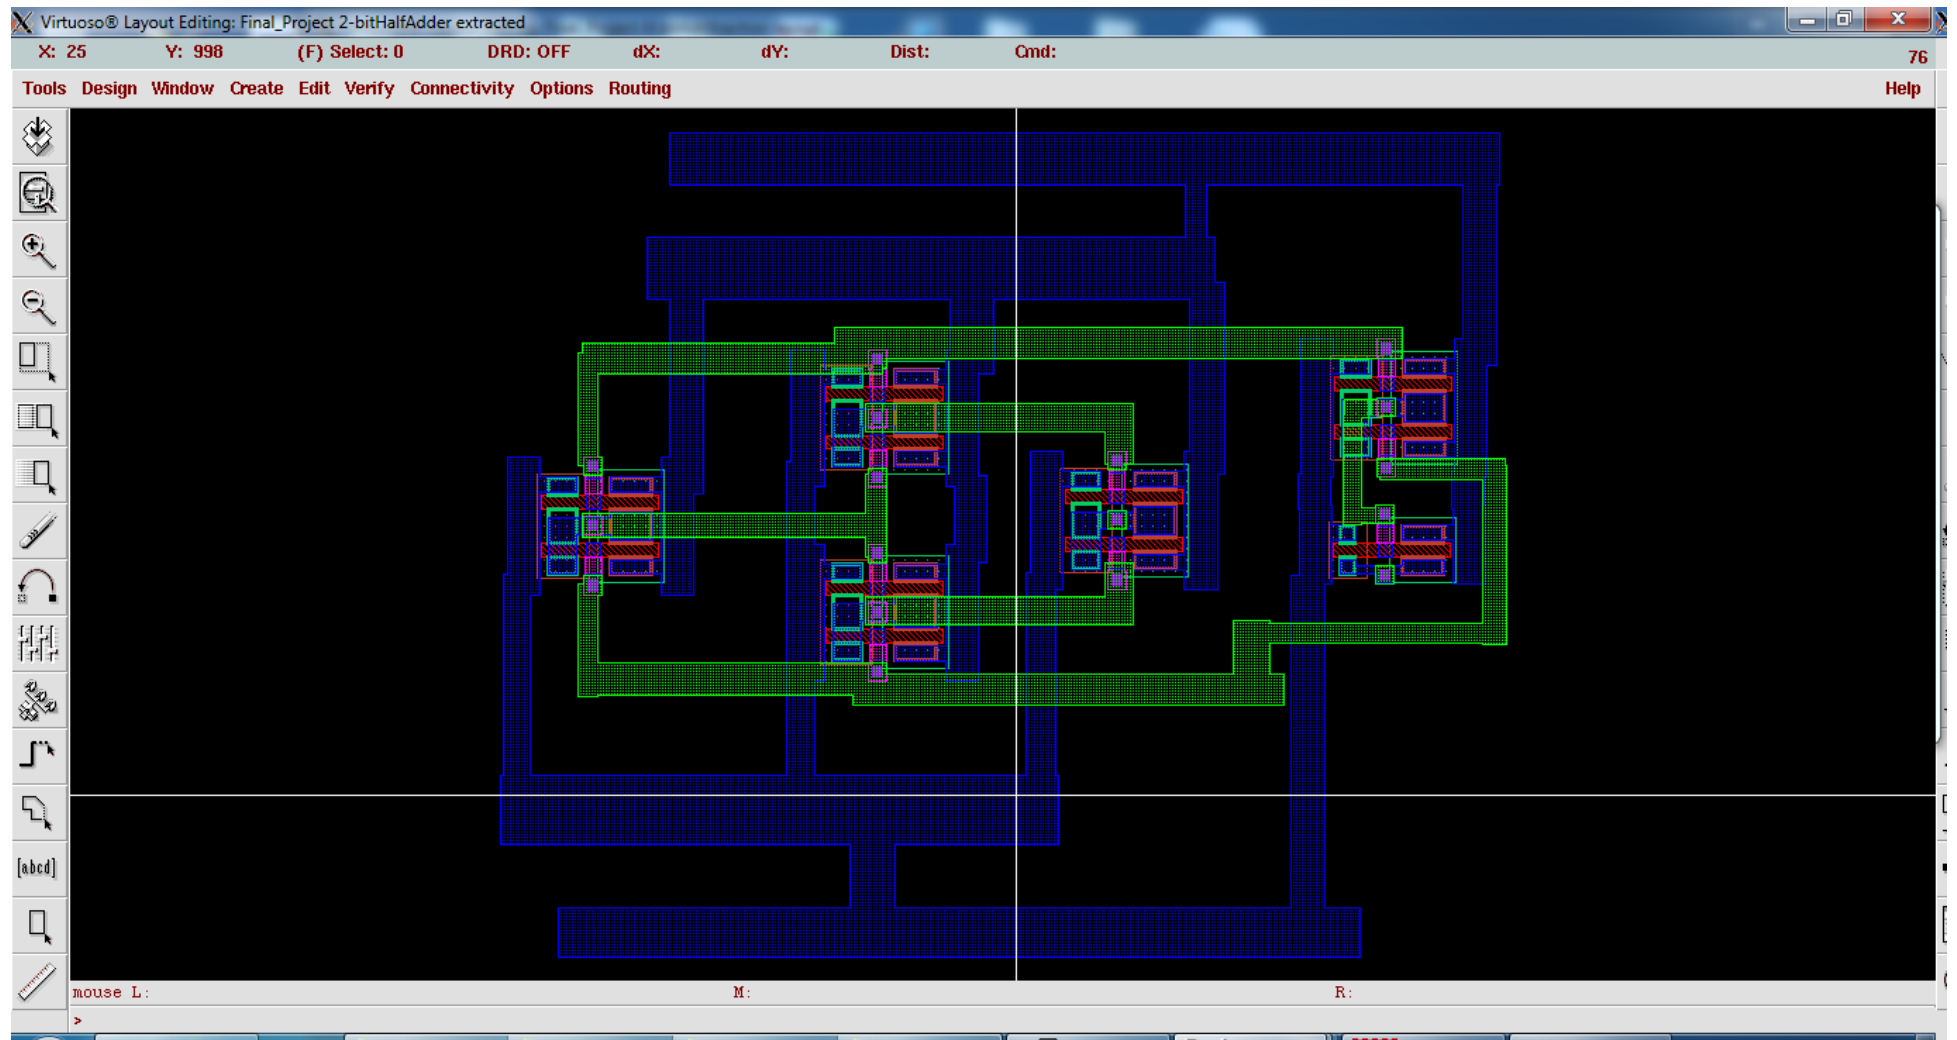 Virtuoso® Layout Editing: Final_Project 2-bitHalfAdder extracted
X: 25 Y: 998 (F) Select: 0 DRD: OFF dX: dY: Dist: Cmd: 76
Tools Design Window Create Edit Verify Connectivity Options Routing Help
[abcd]
mouse L: M: R:
>